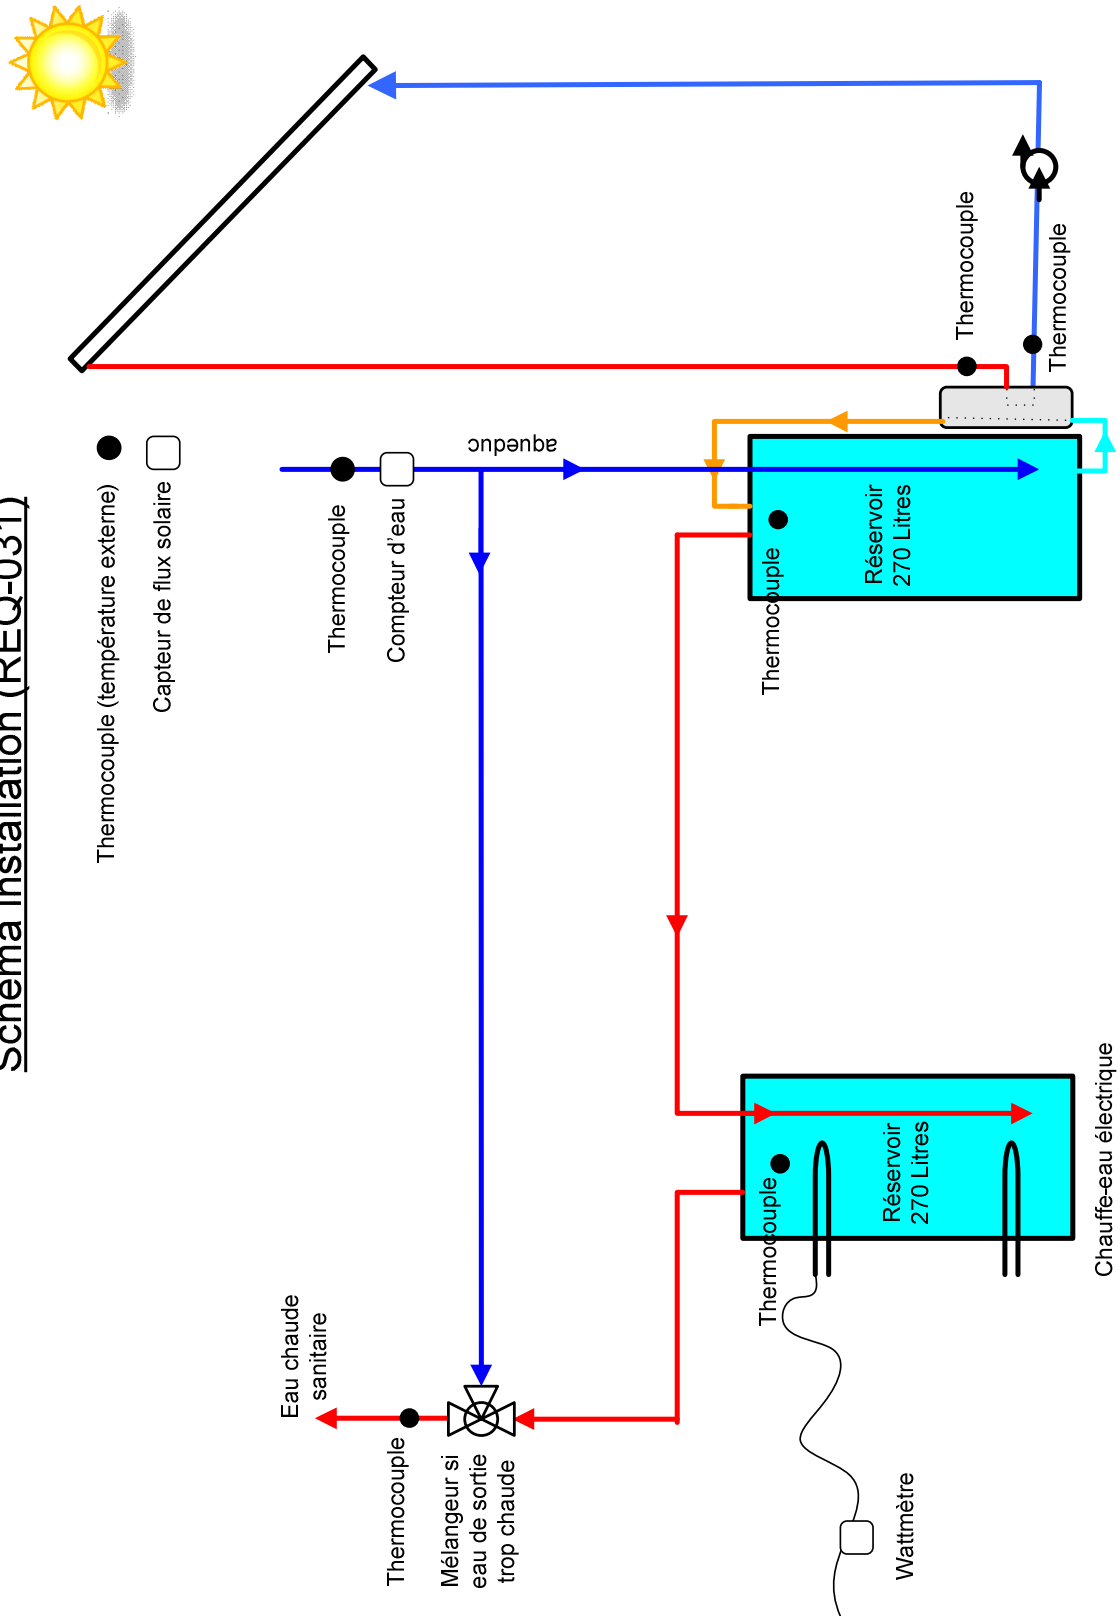 Schéma Installation (REQ-031)
Thermocouple (température externe)
Capteur de flux solaire
Thermocouple
Compteur d'eau
aqueduc
Thermocouple
Thermocouple
Thermocouple
Réservoir
270 Litres
Eau chaude
sanitaire
Thermocouple
Mélangeur si
eau de sortie
trop chaude
Thermocouple
Réservoir
270 Litres
Chauffe-eau électrique
Wattmètre